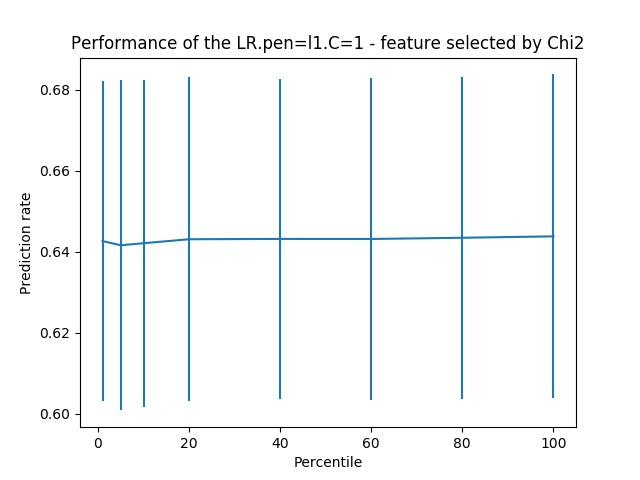 Performance of the LR.pen=l1.C=1 - feature selected by Chi2
0.68
0.66
0.64
0.62
0.60
Prediction rate
0 20 40 60 80 100
Percentile